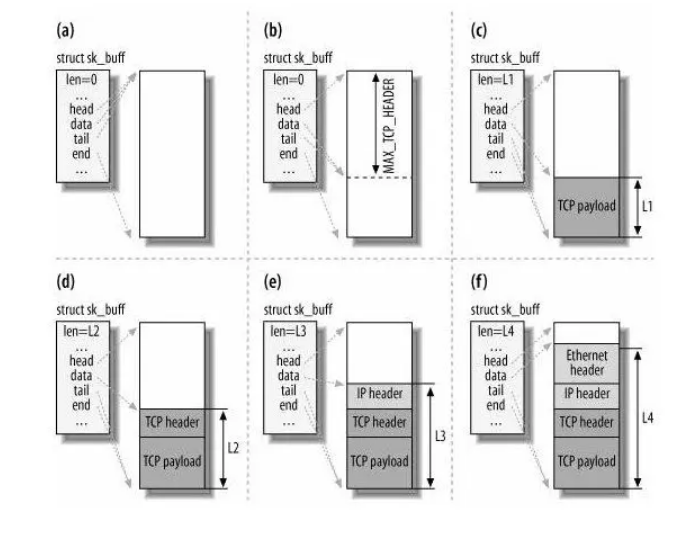 (a)
struct sk_buff
len=0
...
head
data
tail
end
...
(b)
struct sk_buff
len=0
...
head
data
tail
end
...
MAX_TCP_HEADER
(c)
struct sk_buff
len=L1
...
head
data
tail
end
...
TCP payload
L1
(d)
struct sk_buff
len=L2
...
head
data
tail
end
...
TCP header
TCP payload
L2
(e)
struct sk_buff
len=L3
...
head
data
tail
end
...
IP header
TCP header
TCP payload
L3
(f)
struct sk_buff
len=L4
...
head
data
tail
end
...
Ethernet
header
IP header
TCP header
TCP payload
L4